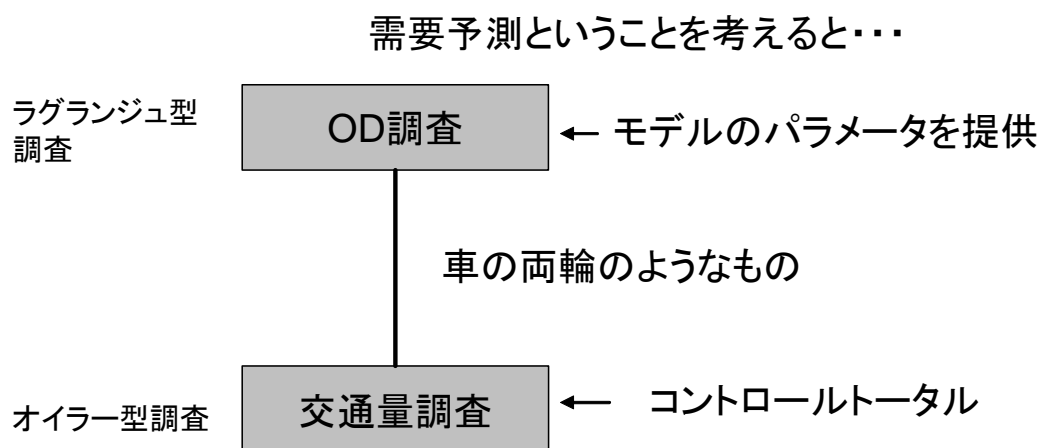 需要予測ということを考えると・・・
ラグランジュ型
調査
OD調査
← モデルのパラメータを提供
車の両輪のようなもの
オイラー型調査
交通量調査
← コントロールトータル